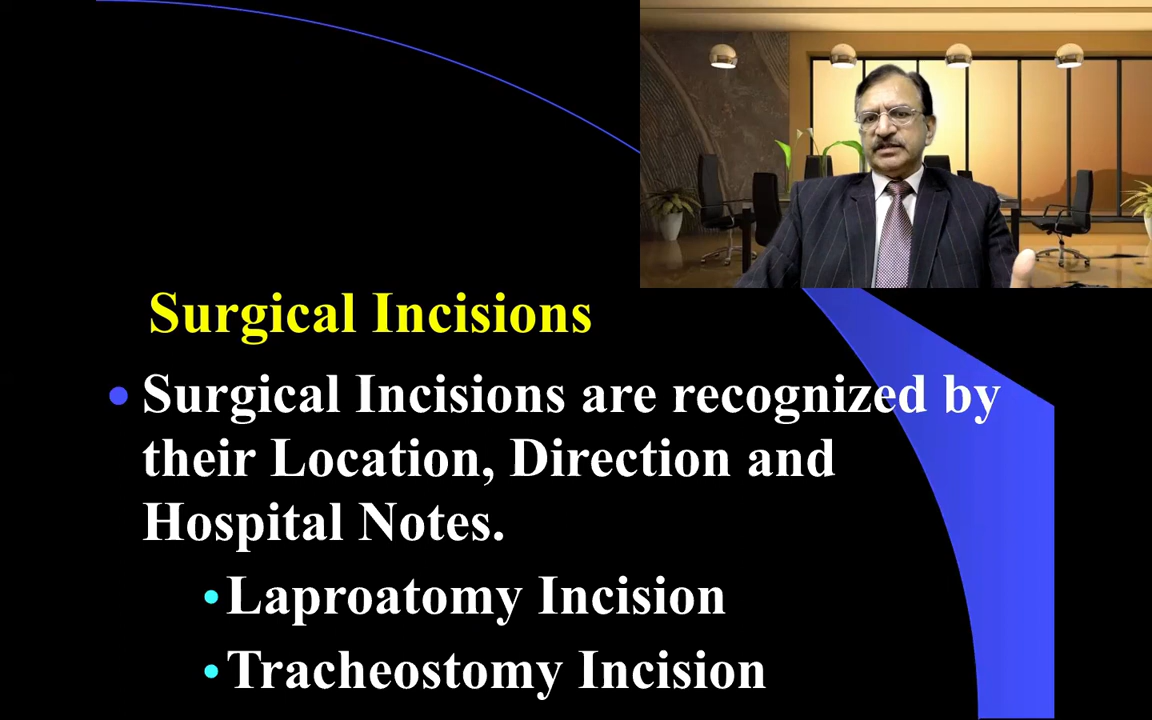 Surgical Incisions
Surgical Incisions are recognized by
their Location, Direction and
Hospital Notes.
Laproatomy Incision
Tracheostomy Incision